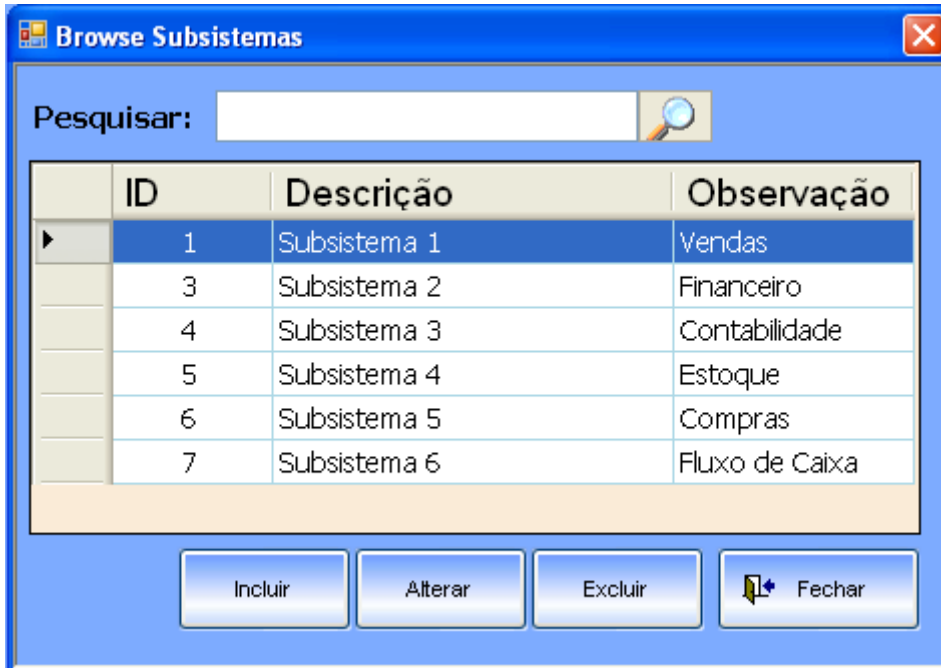 Browse Subsistemas
Pesquisar:
ID Descrição Observação
1 Subsistema 1 Vendas
3 Subsistema 2 Financeiro
4 Subsistema 3 Contabilidade
5 Subsistema 4 Estoque
6 Subsistema 5 Compras
7 Subsistema 6 Fluxo de Caixa
Incluir Alterar Excluir Fechar